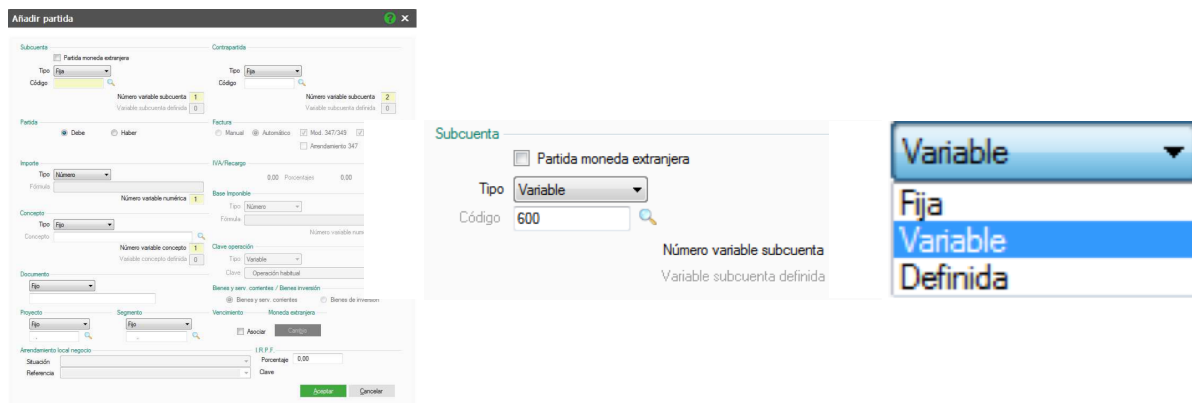 Añadir partida
Subcuenta
Partida moneda extranjera
Tipo Fija
Código
Número variable subcuenta 1
Variable subcuenta definida 0
Contrapartida
Tipo Fija
Código
Número variable subcuenta 2
Variable subcuenta definida 0
Partida
Debe Haber
Factura
Manual Automático Mod. 347/349
Arrendamiento 347
Importe
Tipo Número
Fórmula
Número variable numérica 1
IVA/Recargo
0,00 Porcentajes 0,00
Base Imponible
Tipo Número
Fórmula
Número variable num
Concepto
Tipo Fijo
Concepto
Número variable concepto 1
Variable concepto definida 0
Clave operación
Tipo Variable
Clave Operación habitual
Documento
Fijo
Bienes y serv. corrientes / Bienes inversión
Bienes y serv. corrientes Bienes de inversión
Proyecto
Fijo
.
Segmento
Fijo
.
Vencimiento
Asociar
Moneda extranjera
Cambio
Arrendamiento local negocio
Situación
Referencia
I.R.P.F.
Porcentaje 0,00
Clave
Aceptar Cancelar
Subcuenta
Partida moneda extranjera
Tipo Variable
Código 600
Número variable subcuenta
Variable subcuenta definida
Variable
Fija
Variable
Definida